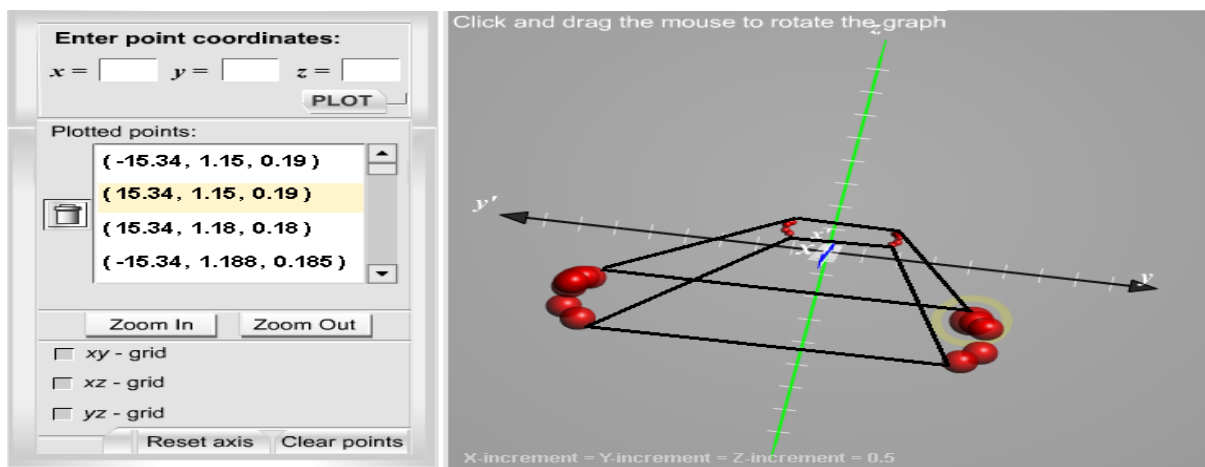 Enter point coordinates:
x = y = z =
PLOT
Plotted points:
( -15.34, 1.15, 0.19 )
( 15.34, 1.15, 0.19 )
( 15.34, 1.18, 0.18 )
( -15.34, 1.188, 0.185 )
Zoom In Zoom Out
xy - grid
xz - grid
yz - grid
Reset axis Clear points
Click and drag the mouse to rotate the graph
z
y'
x'
x
y
X-increment = Y-increment = Z-increment = 0.5